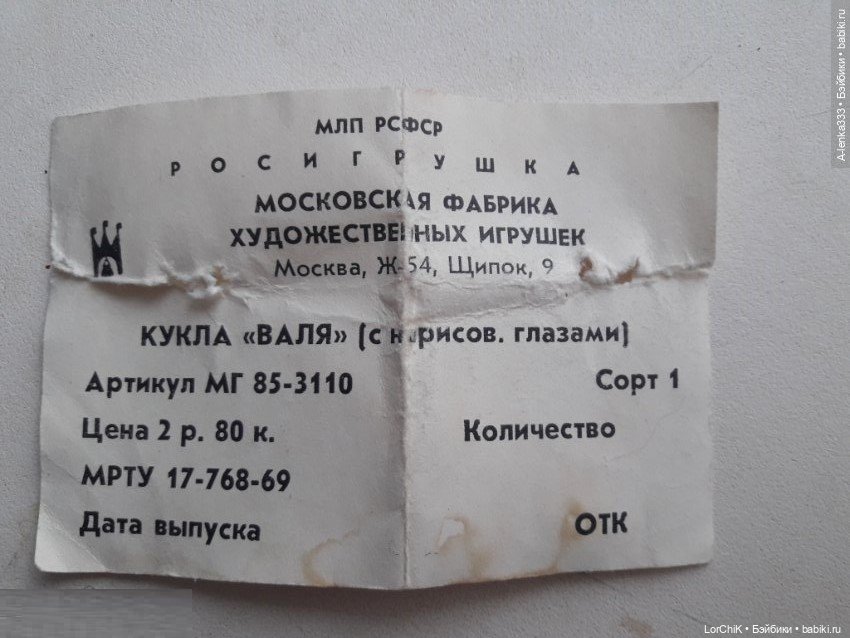 МЛП РСФСР
РОСИГРУШКА
МОСКОВСКАЯ ФАБРИКА
ХУДОЖЕСТВЕННЫХ ИГРУШЕК
Москва, Ж-54, Щипок, 9
КУКЛА «ВАЛЯ» (с нарисов. глазами)
Артикул МГ 85-3110
Сорт 1
Цена 2 р. 80 к.
Количество
МРТУ 17-768-69
Дата выпуска
ОТК
A-lenka333 • Бэйбики • babiki.ru
LorChiK • Бэйбики • babiki.ru